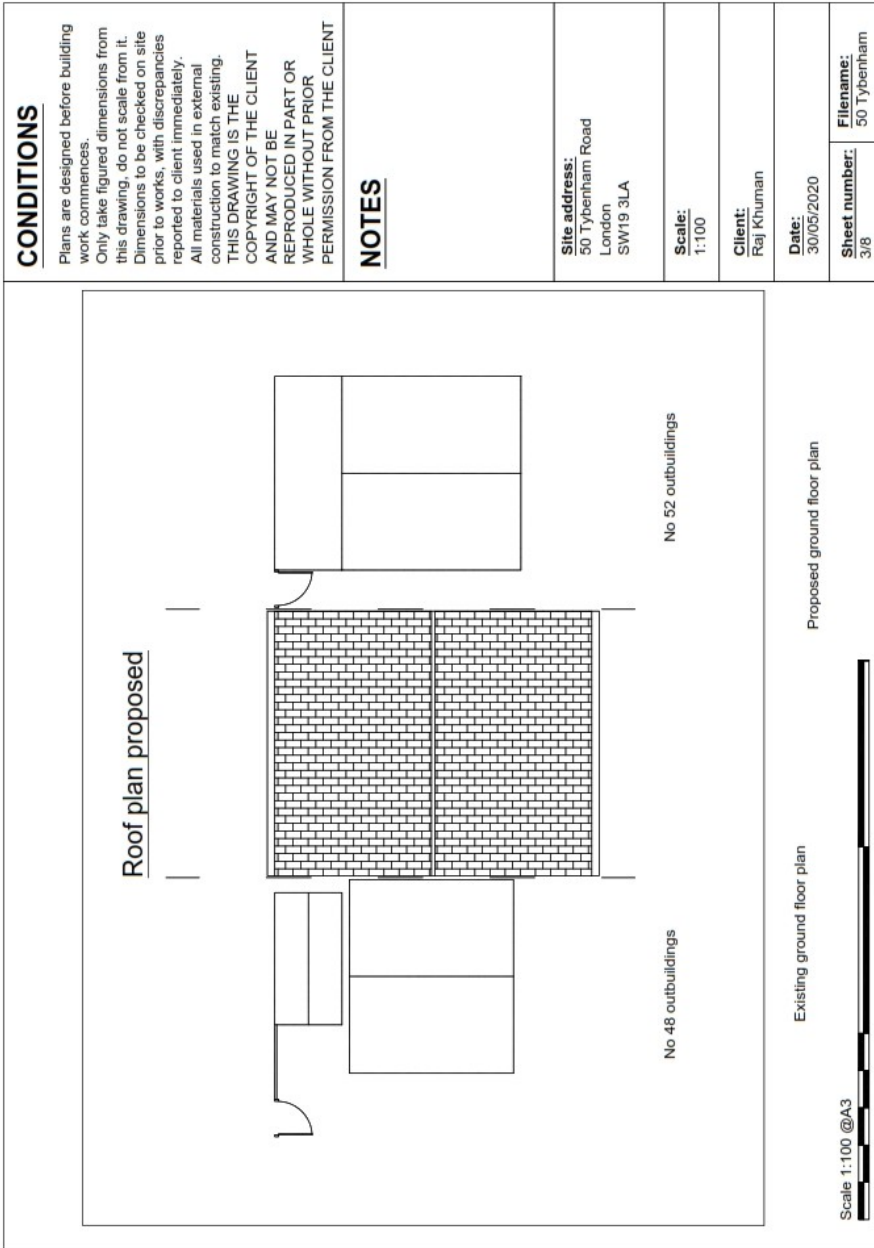 Roof plan proposed
No 48 outbuildings
No 52 outbuildings
Existing ground floor plan
Proposed ground floor plan
Scale 1:100 @A3
CONDITIONS
Plans are designed before building
work commences.
Only take figured dimensions from
this drawing, do not scale from it.
Dimensions to be checked on site
prior to works, with discrepancies
reported to client immediately.
All materials used in external
construction to match existing.
THIS DRAWING IS THE
COPYRIGHT OF THE CLIENT
AND MAY NOT BE
REPRODUCED IN PART OR
WHOLE WITHOUT PRIOR
PERMISSION FROM THE CLIENT
NOTES
Site address:
50 Tybenham Road
London
SW19 3LA
Scale:
1:100
Client:
Raj Khuman
Date:
30/05/2020
Sheet number:
3/8
Filename:
50 Tybenham